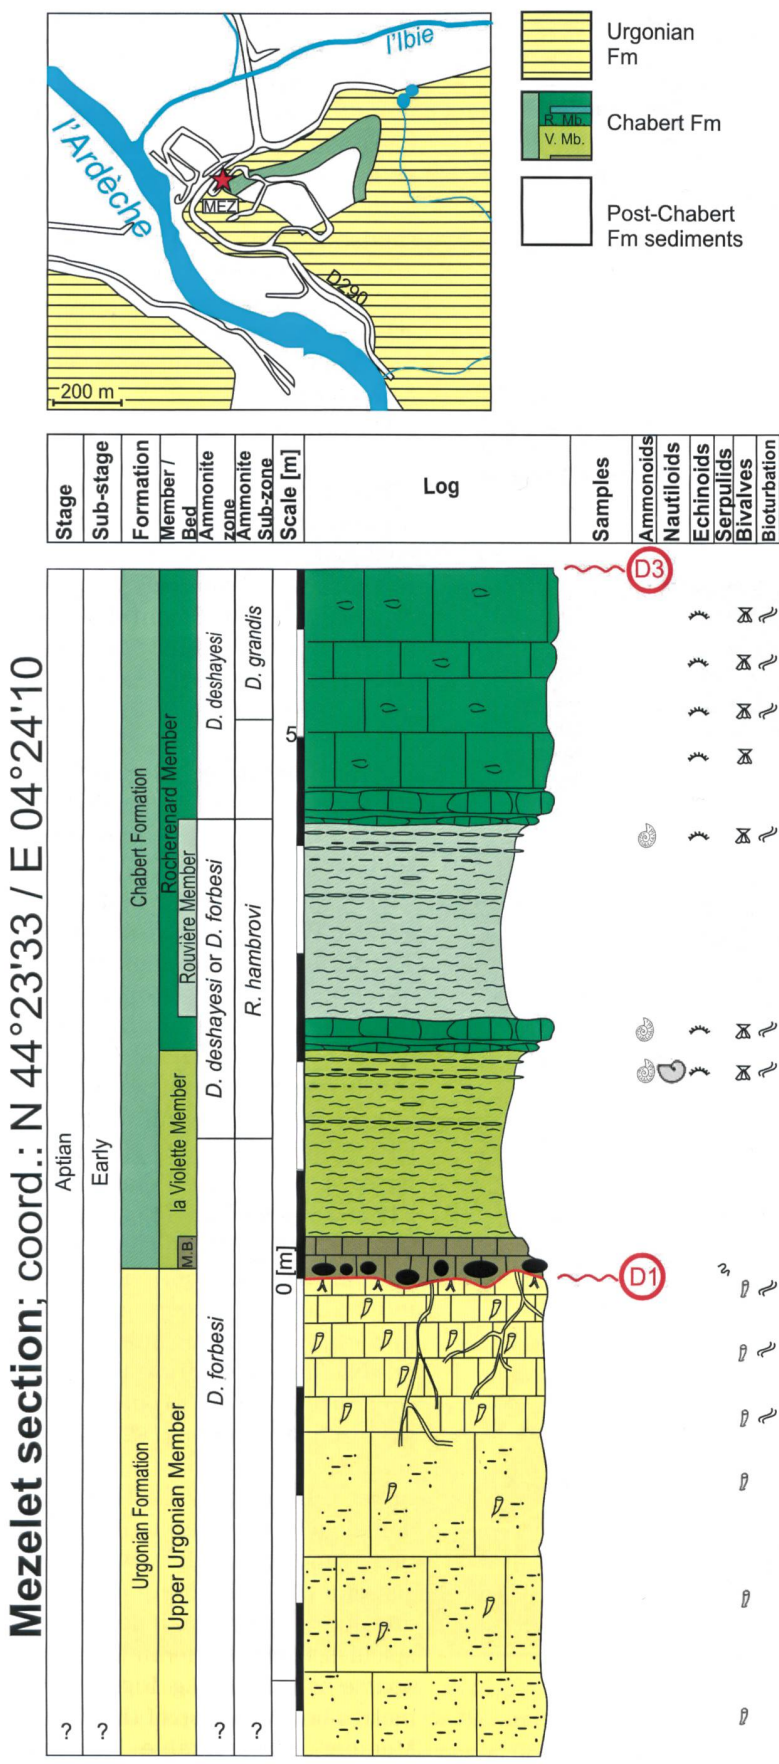 l'Ibie
l'Ardèche
MEZ
D290
200 m
Urgonian
Fm
R. Mb.
V. Mb.
Chabert Fm
Post-Chabert
Fm sediments
Mezelet section; coord.: N 44°23'33 / E 04°24'10
Stage
Sub-stage
Formation
Member /
Bed
Ammonite
zone
Ammonite
Sub-zone
Scale [m]
Log
Samples
Ammonoids
Nautiloids
Echinoids
Serpulids
Bivalves
Bioturbation
D3
D. deshayesi
D. grandis
5
Chabert Formation
Rocherenard Member
Rouvière Member
D. deshayesi or D. forbesi
R. hambrovi
Aptian
Early
la Violette Member
M.B.
0 [m]
D1
D. forbesi
Urgonian Formation
Upper Urgonian Member
?
?
?
?